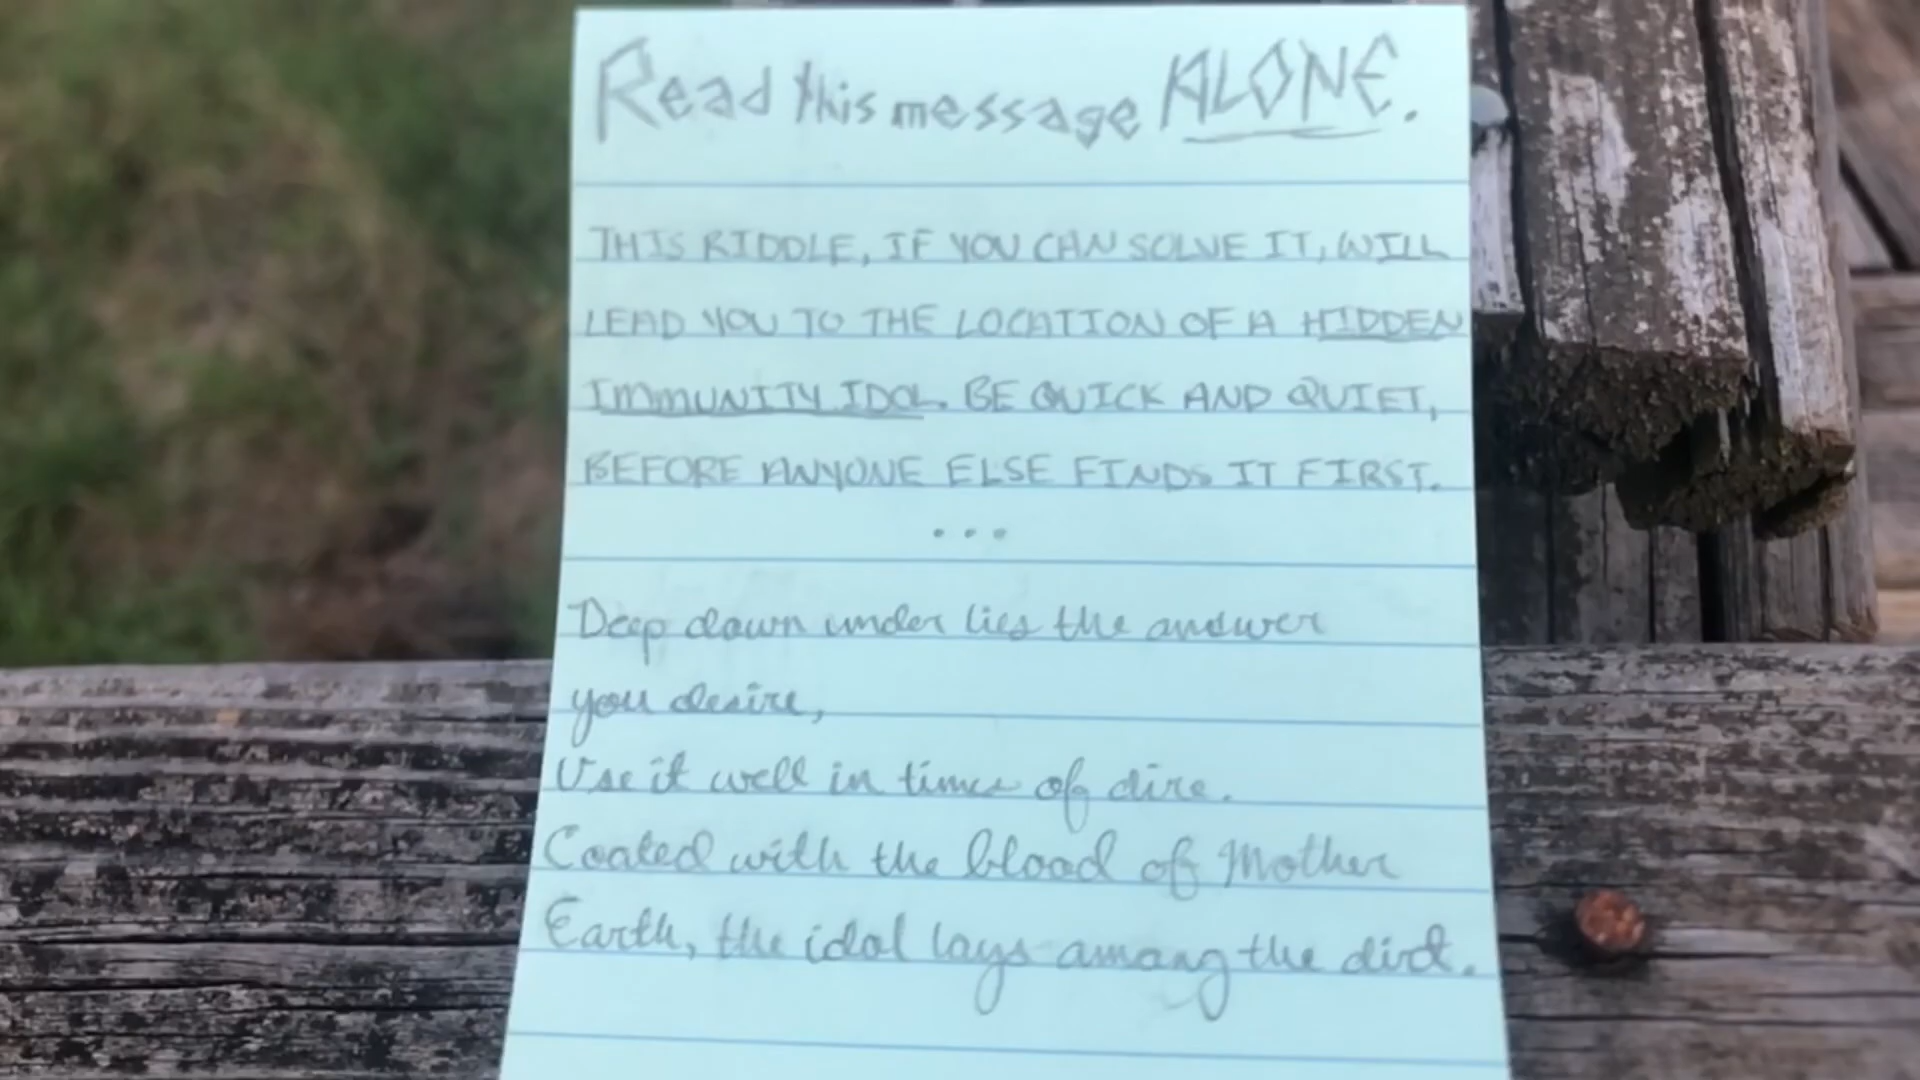 Read this message ALONE.
THIS RIDDLE, IF YOU CAN SOLVE IT, WILL
LEAD YOU TO THE LOCATION OF A HIDDEN
IMMUNITY IDOL. BE QUICK AND QUIET,
BEFORE ANYONE ELSE FINDS IT FIRST.
...
Deep down under lies the answer
you desire,
Use it well in times of dire.
Coated with the blood of Mother
Earth, the idol lays among the dirt.